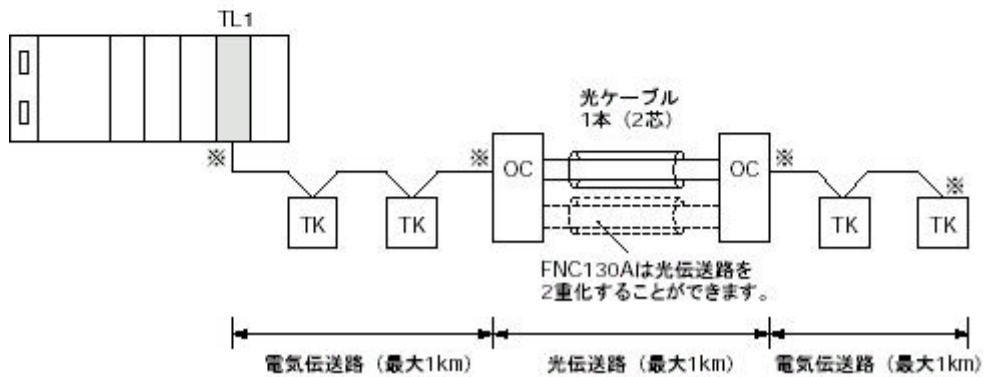 TL1
光ケーブル
1本（2芯）
※
※
OC
OC
※
※
TK
TK
TK
TK
FNC130Aは光伝送路を
2重化することができます。
電気伝送路（最大1km）
光伝送路（最大1km）
電気伝送路（最大1km）